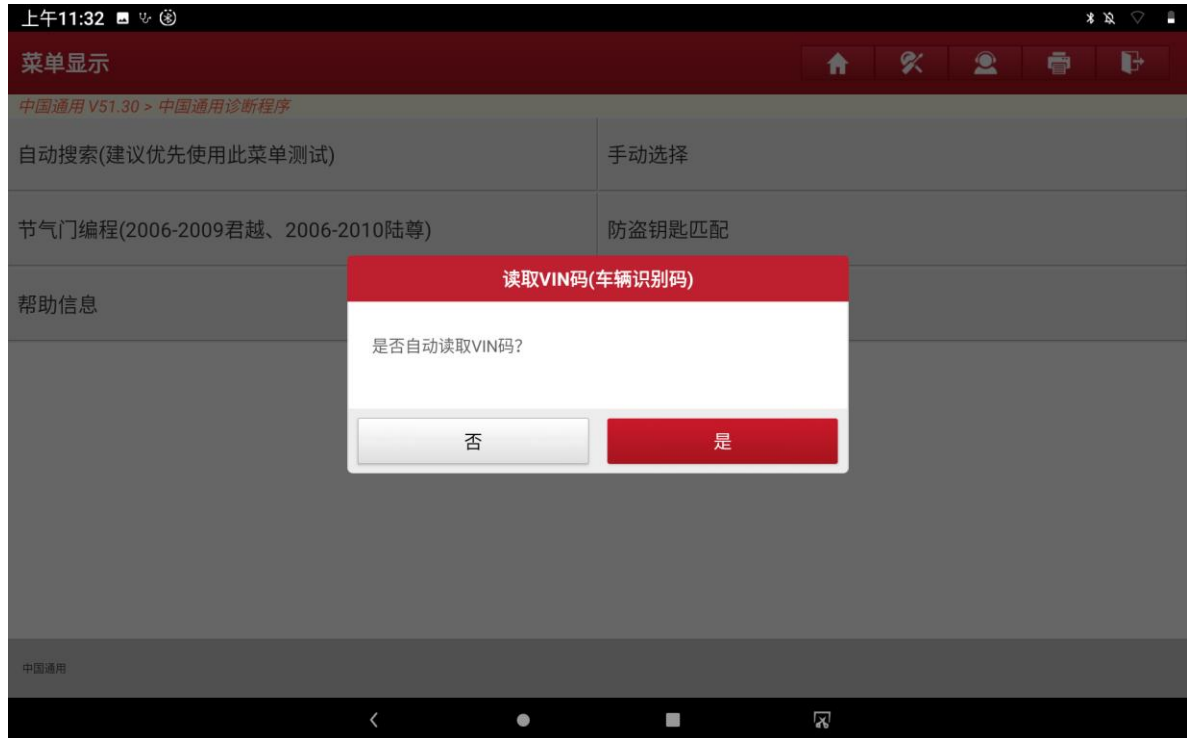 上午11:32
菜单显示
中国通用 V51.30 > 中国通用诊断程序
自动搜索(建议优先使用此菜单测试)
手动选择
节气门编程(2006-2009君越、2006-2010陆尊)
防盗钥匙匹配
帮助信息
读取VIN码(车辆识别码)
是否自动读取VIN码?
否
是
中国通用